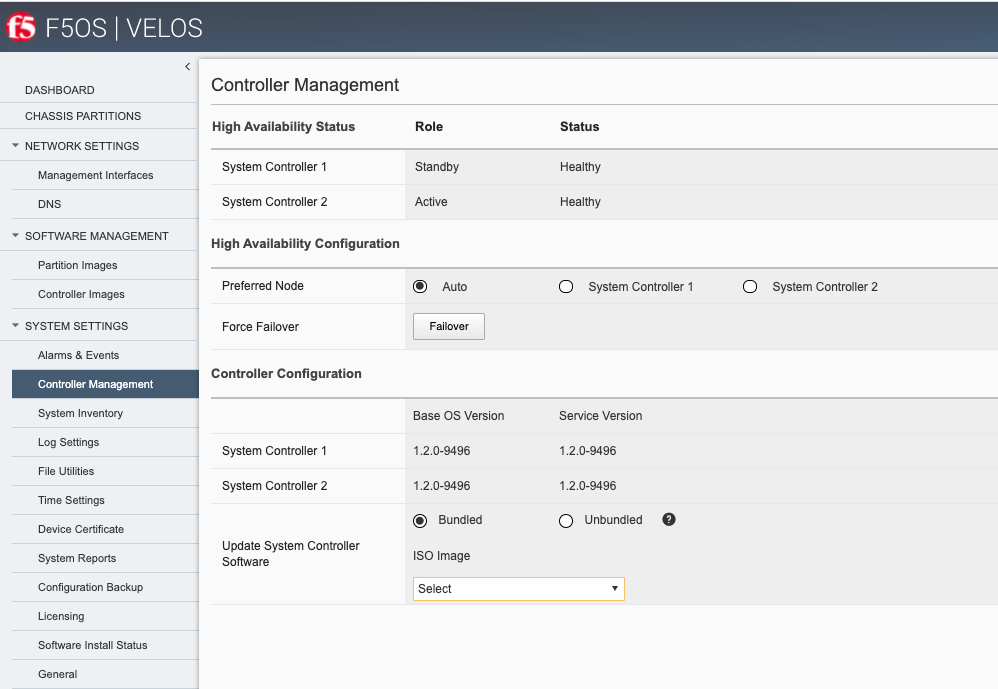 f5 F5OS | VELOS
DASHBOARD
CHASSIS PARTITIONS
NETWORK SETTINGS
Management Interfaces
DNS
SOFTWARE MANAGEMENT
Partition Images
Controller Images
SYSTEM SETTINGS
Alarms & Events
Controller Management
System Inventory
Log Settings
File Utilities
Time Settings
Device Certificate
System Reports
Configuration Backup
Licensing
Software Install Status
General
Controller Management
High Availability Status Role Status
System Controller 1 Standby Healthy
System Controller 2 Active Healthy
High Availability Configuration
Preferred Node Auto System Controller 1 System Controller 2
Force Failover Failover
Controller Configuration
Base OS Version Service Version
System Controller 1 1.2.0-9496 1.2.0-9496
System Controller 2 1.2.0-9496 1.2.0-9496
Update System Controller
Software
Bundled Unbundled ?
ISO Image
Select